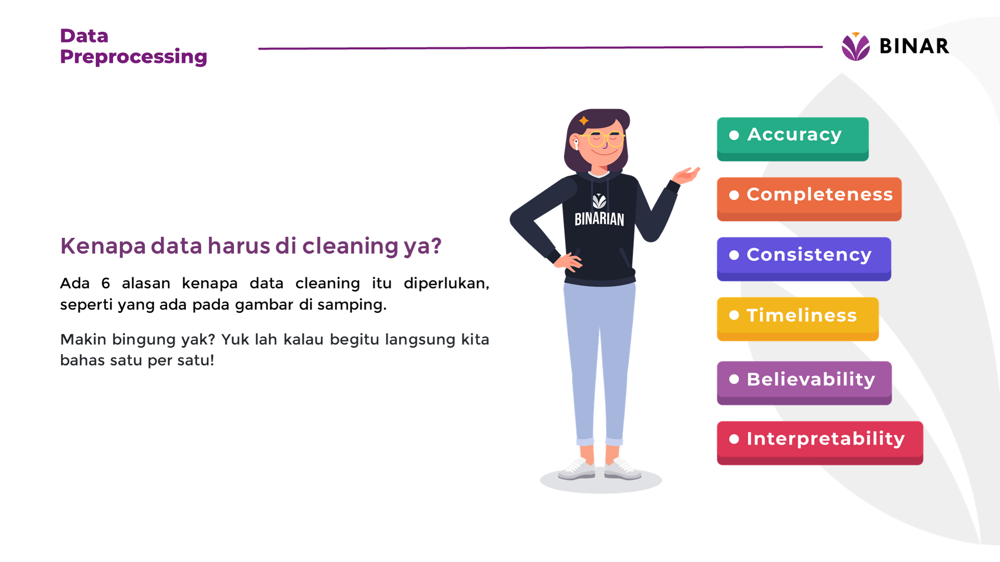 Data
Preprocessing
BINAR
Kenapa data harus di cleaning ya?
Ada 6 alasan kenapa data cleaning itu diperlukan,
seperti yang ada pada gambar di samping.
Makin bingung yak? Yuk lah kalau begitu langsung kita
bahas satu per satu!
BINARIAN
Accuracy
Completeness
Consistency
Timeliness
Believability
Interpretability